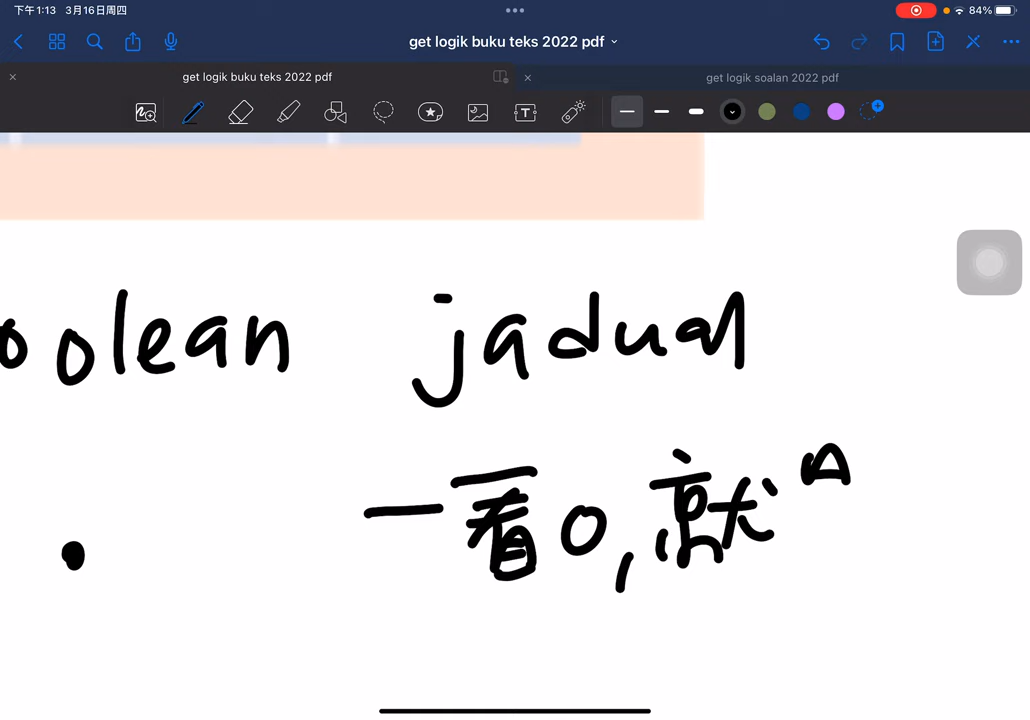 下午1:13 3月16日周四
84%
get logik buku teks 2022 pdf
get logik buku teks 2022 pdf
get logik soalan 2022 pdf
T
oolean jadual
一看0,就